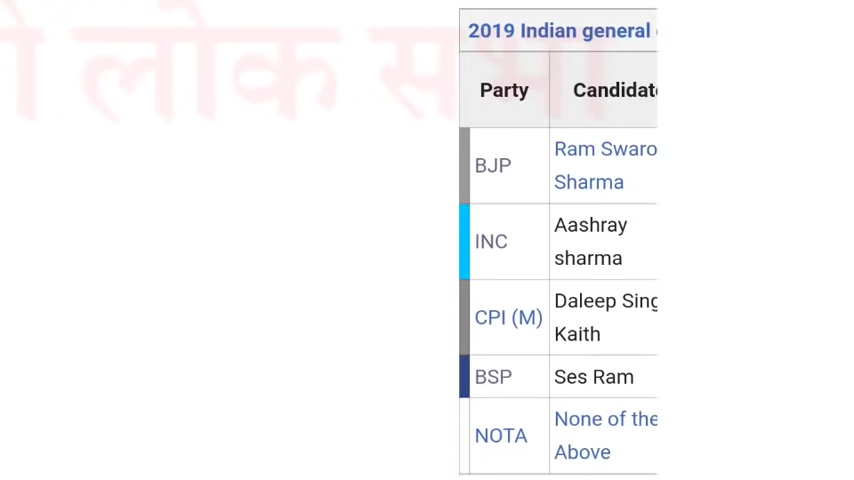 लोक सभा
2019 Indian general
Party Candidat
BJP Ram Swaro
Sharma
INC Aashray
sharma
CPI (M) Daleep Sing
Kaith
BSP Ses Ram
NOTA None of the
Above